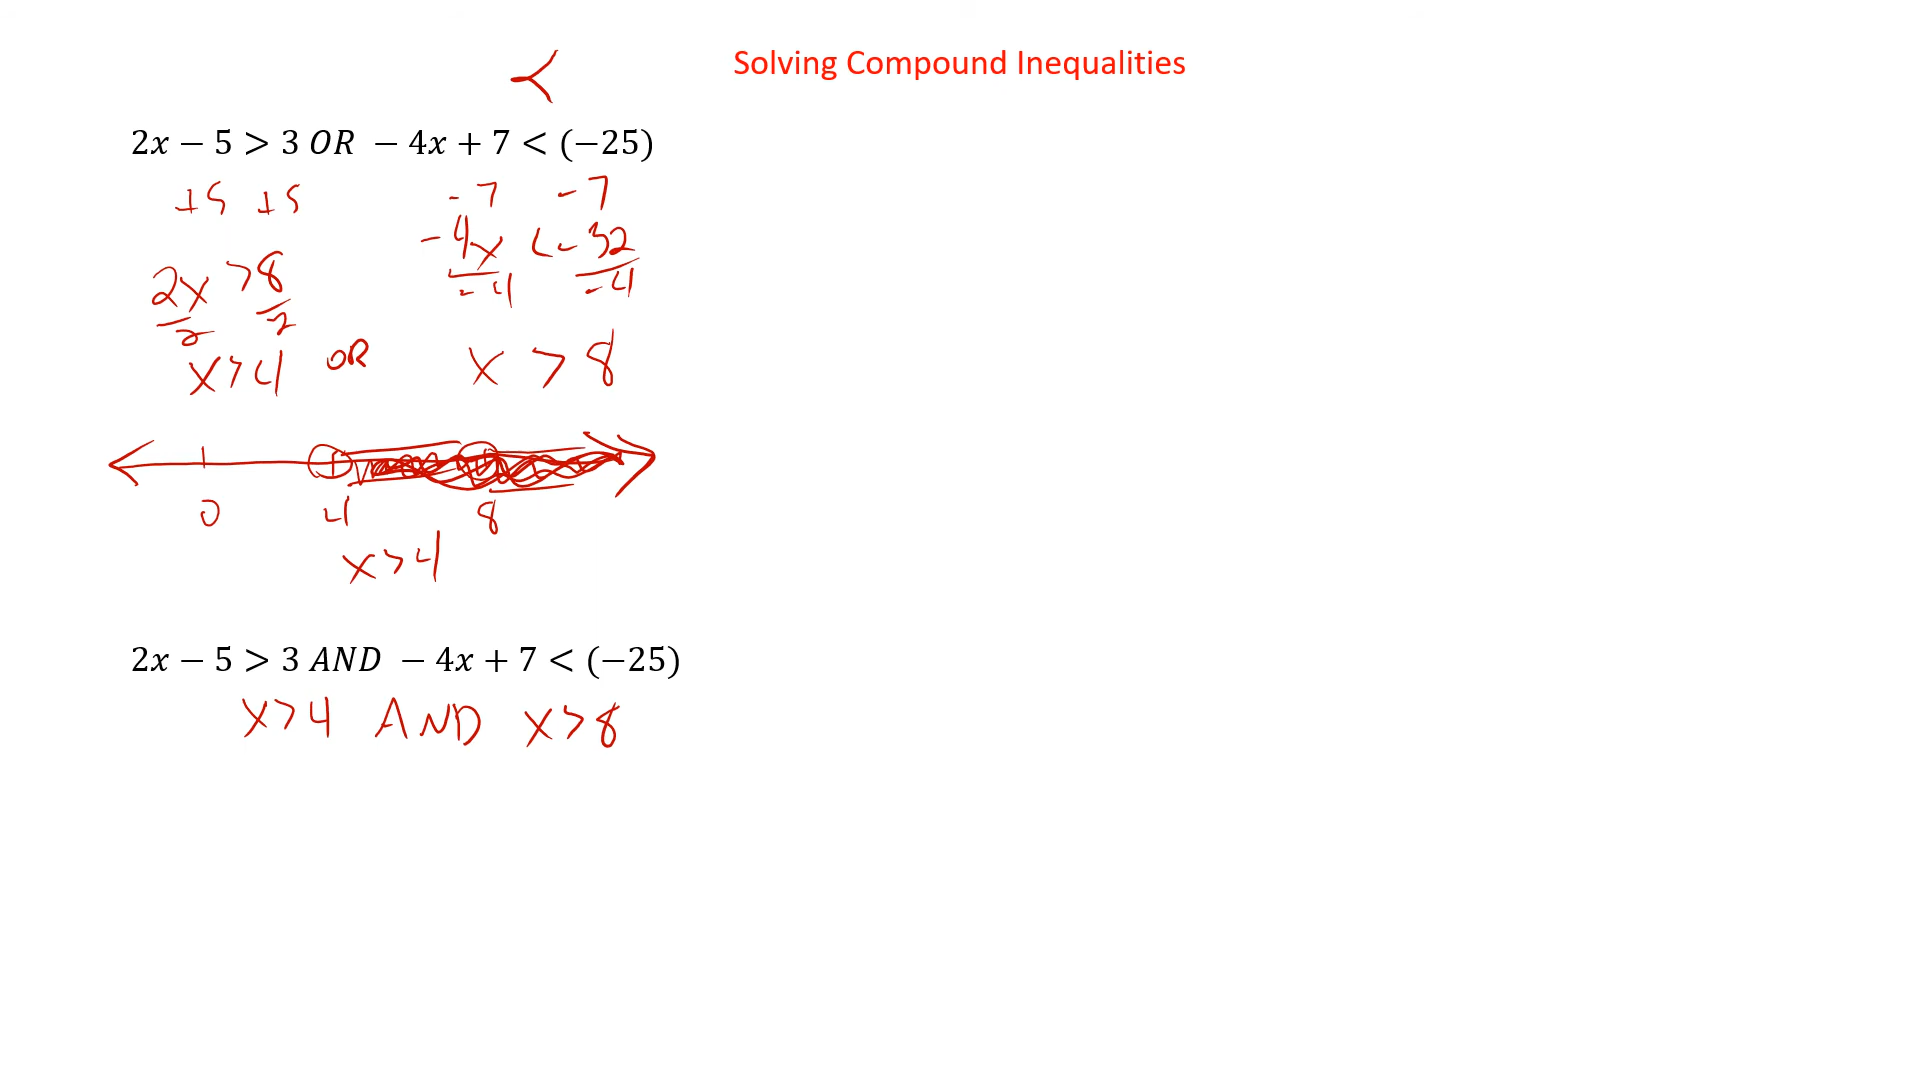 Solving Compound Inequalities
<
2x − 5 > 3 OR − 4x + 7 < (−25)
+5 +5 -7 -7
-4x < -32
-4 -4
2x > 8
2 2
x > 4 OR x > 8
0 4 8
x > 4
2x − 5 > 3 AND − 4x + 7 < (−25)
x > 4 AND x > 8